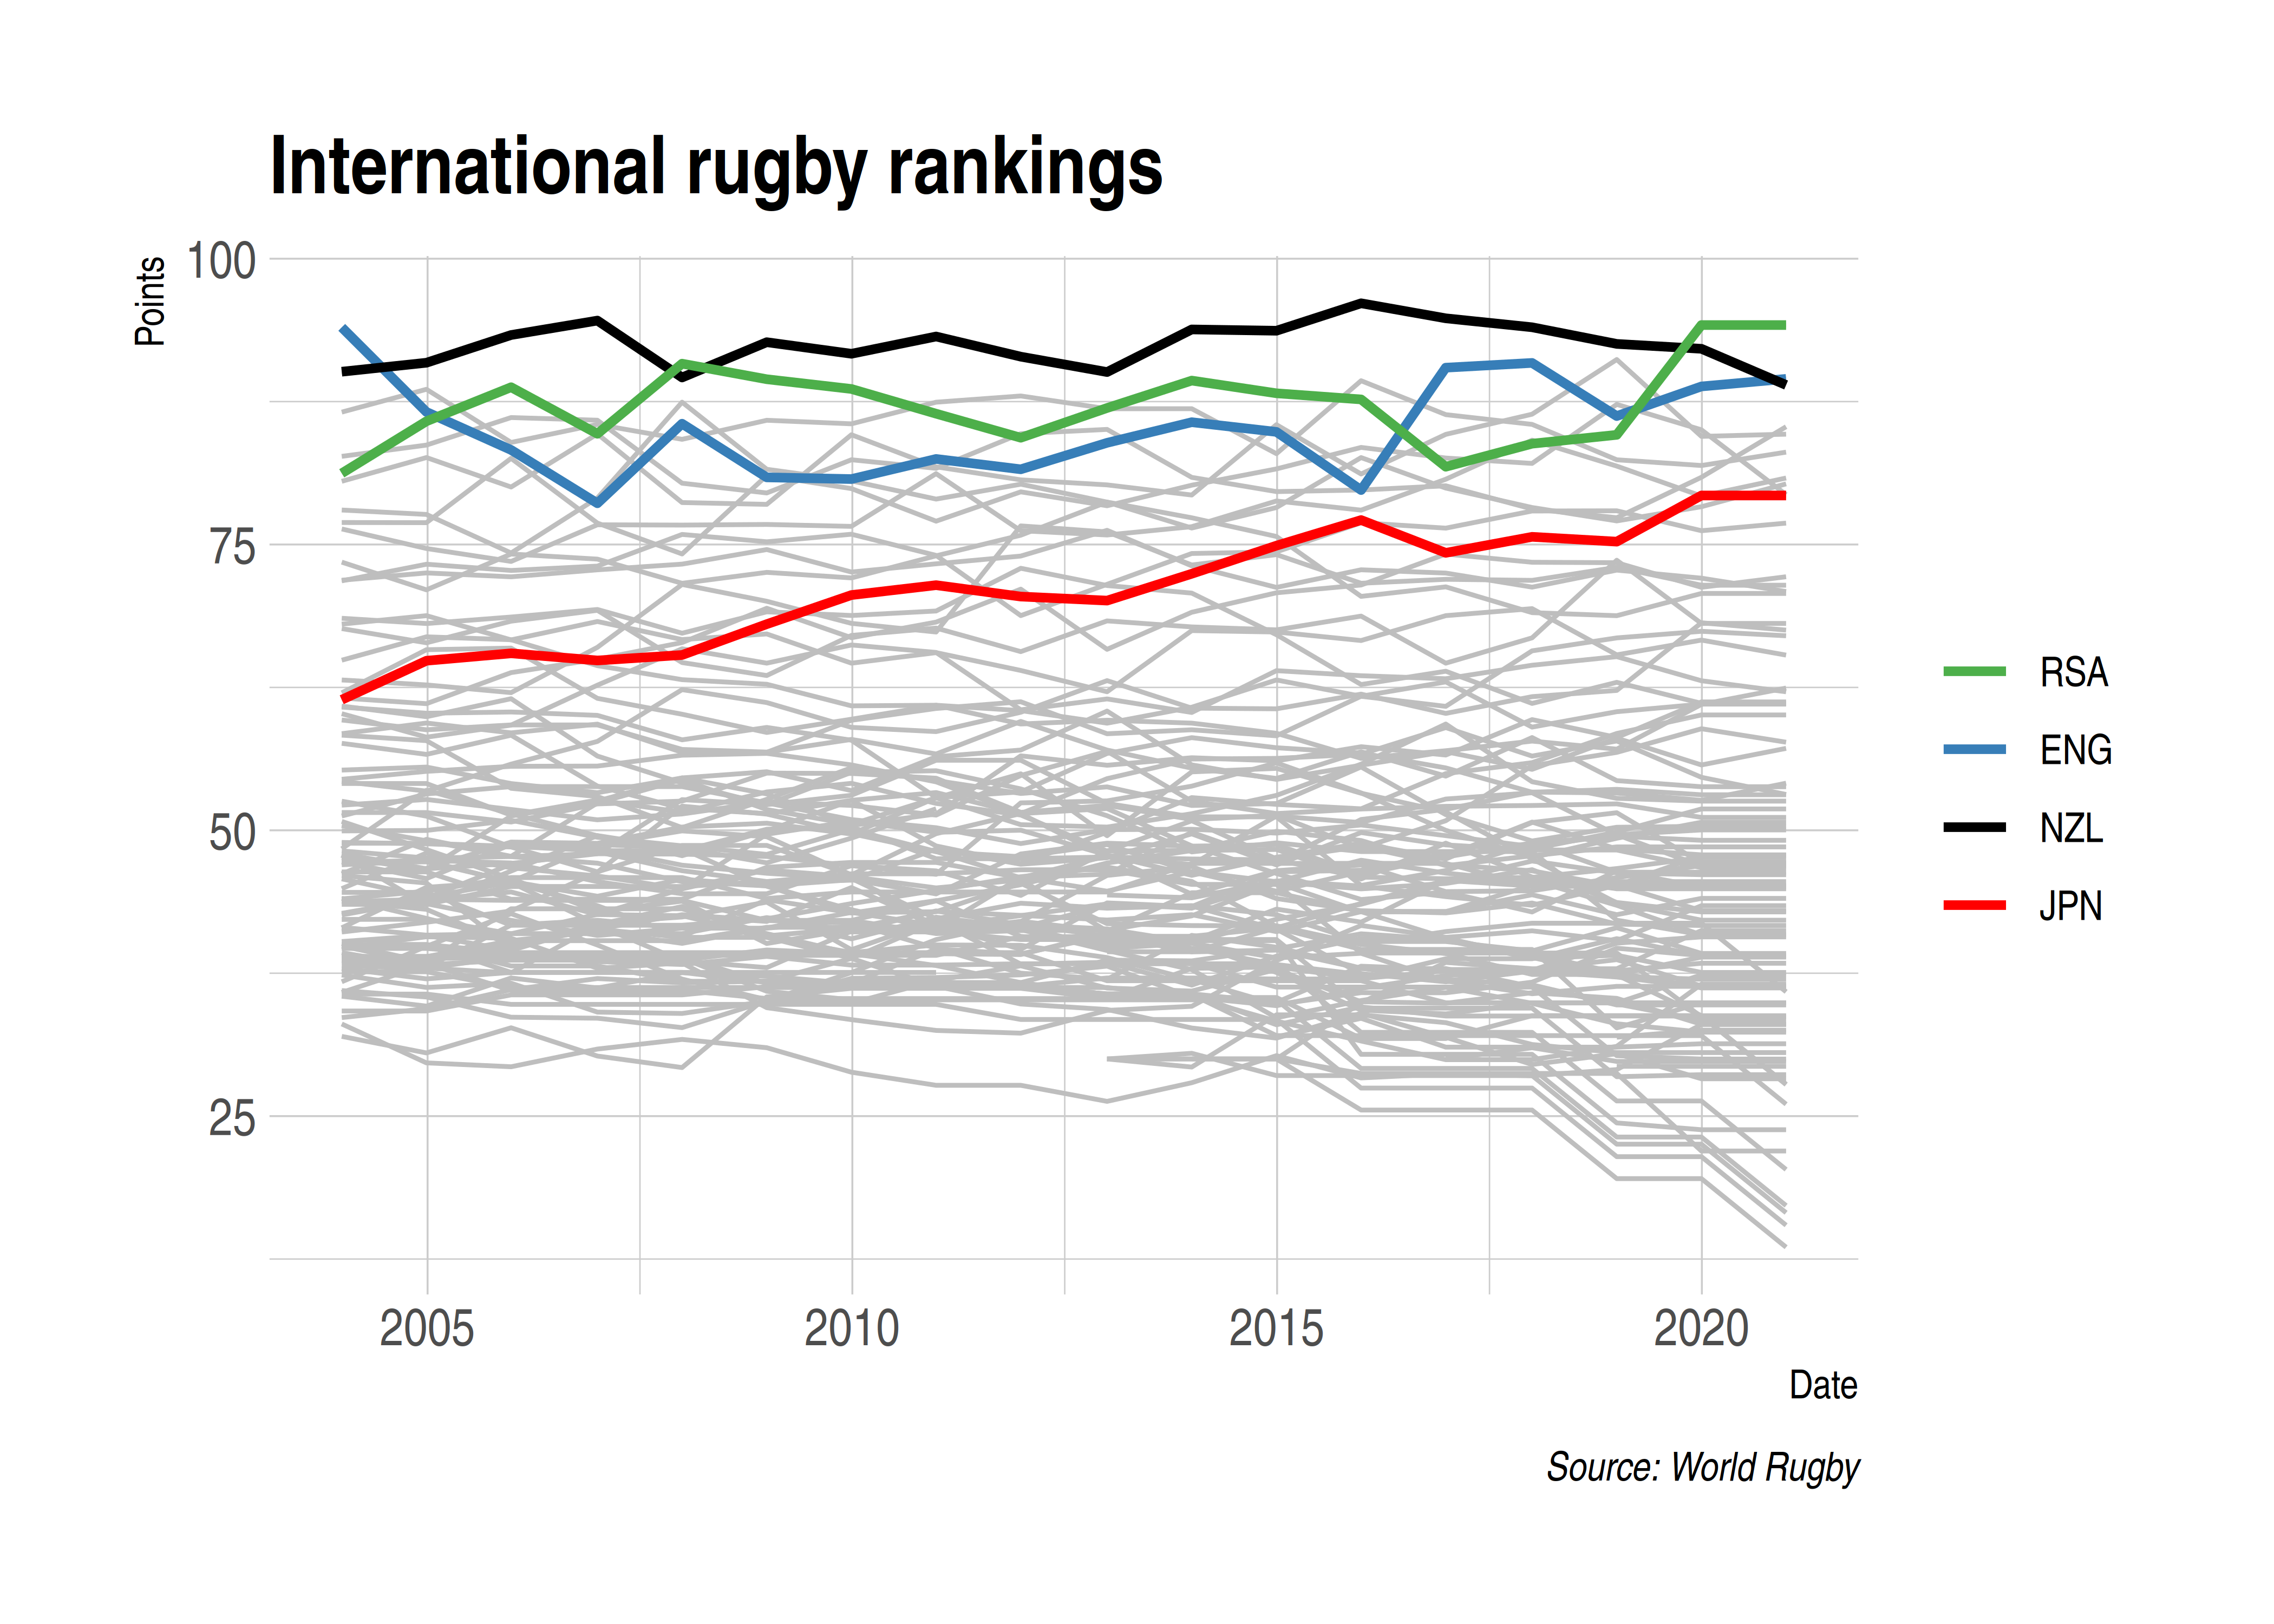 International rugby rankings
Points
100
75
50
25
2005
2010
2015
2020
Date
RSA
ENG
NZL
JPN
Source: World Rugby